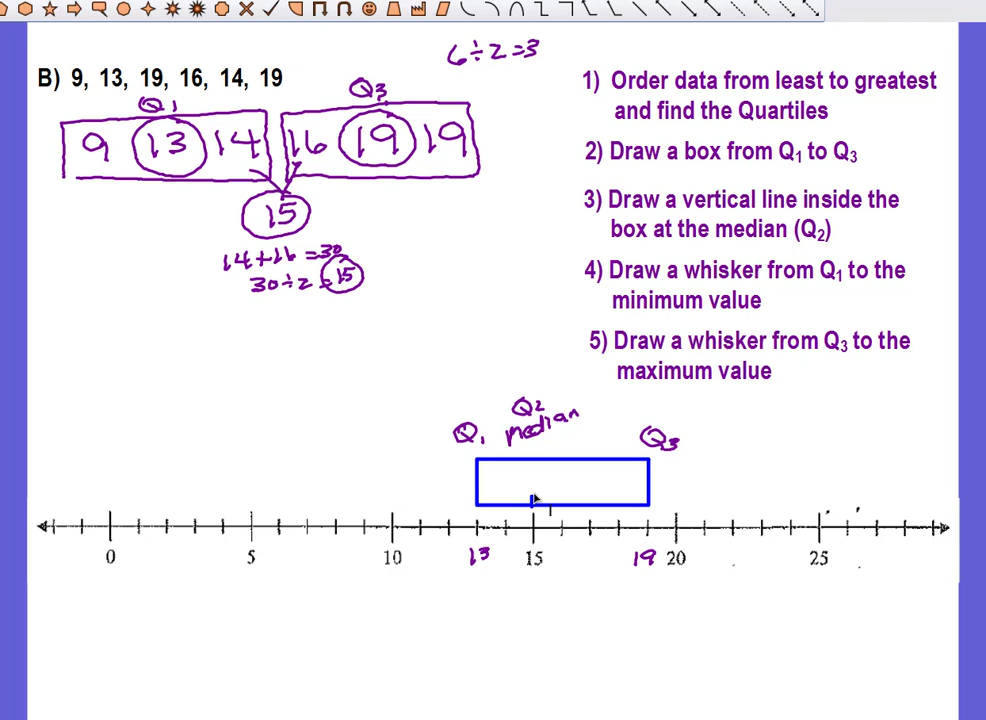 6÷2=3
B) 9, 13, 19, 16, 14, 19
Q1 Q3
9 13 14 16 19 19
15
14+16=30
30÷2=15
1) Order data from least to greatest
and find the Quartiles
2) Draw a box from Q1 to Q3
3) Draw a vertical line inside the
box at the median (Q2)
4) Draw a whisker from Q1 to the
minimum value
5) Draw a whisker from Q3 to the
maximum value
Q2
Q1 median Q3
0 5 10 13 15 19 20 25